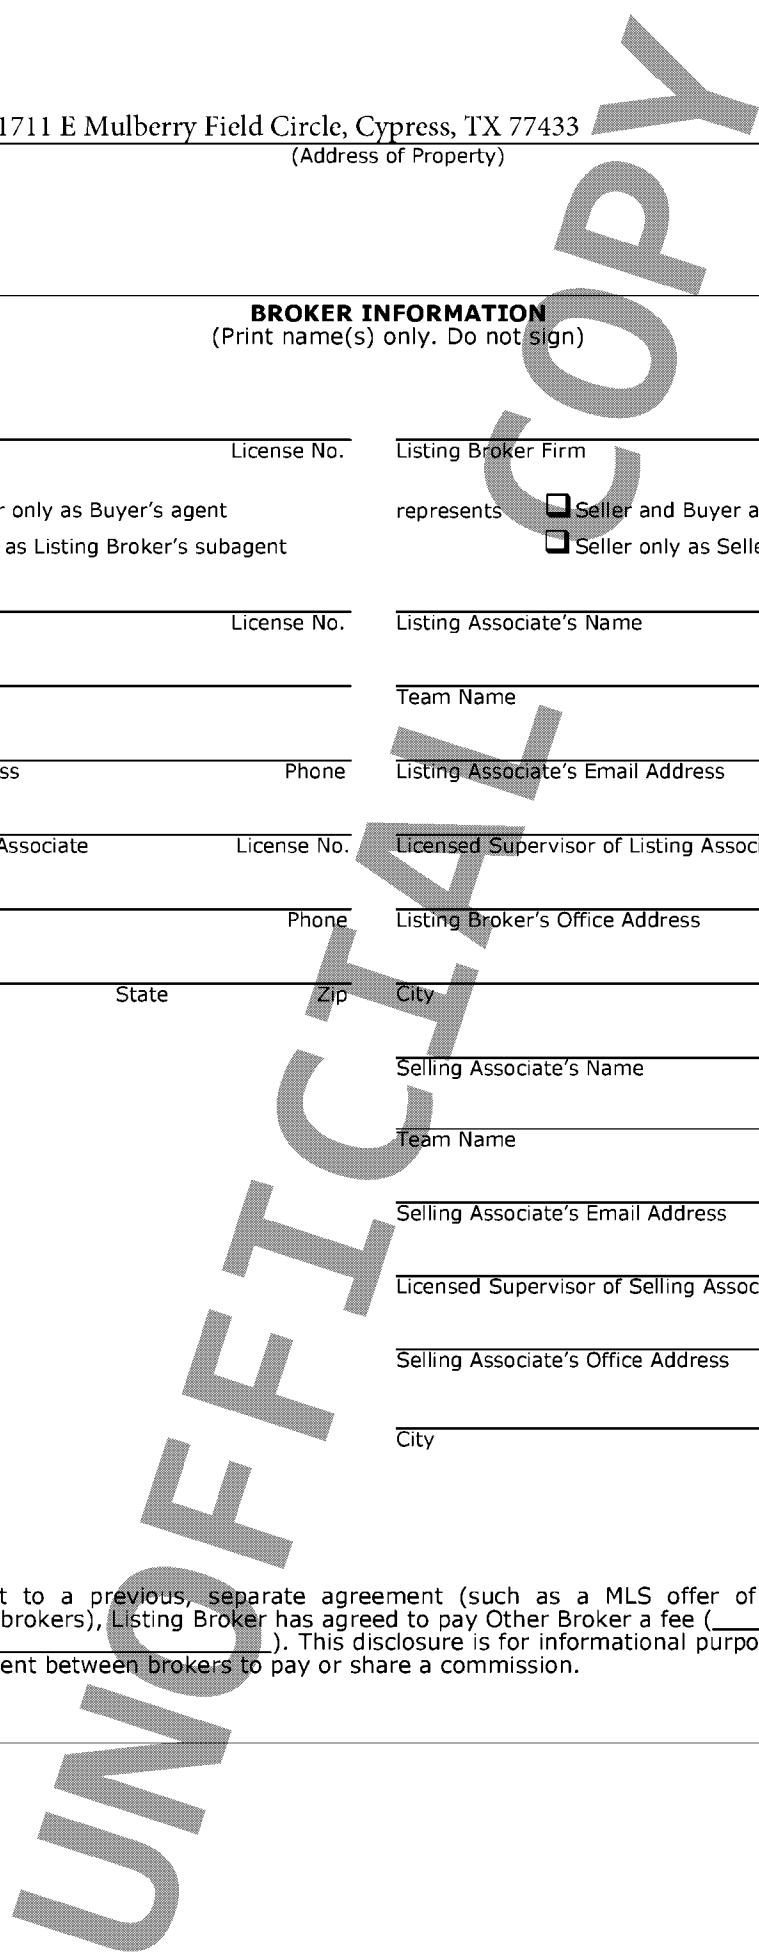 1711 E Mulberry Field Circle, Cypress, TX 77433
(Address of Property)
BROKER INFORMATION
(Print name(s) only. Do not sign)
License No. Listing Broker Firm
only as Buyer's agent represents Seller and Buyer a
as Listing Broker's subagent Seller only as Selle
License No. Listing Associate's Name
Team Name
ss Phone Listing Associate's Email Address
Associate License No. Licensed Supervisor of Listing Associ
Phone Listing Broker's Office Address
State Zip City
Selling Associate's Name
Team Name
Selling Associate's Email Address
Licensed Supervisor of Selling Assoc
Selling Associate's Office Address
City
t to a previous, separate agreement (such as a MLS offer of
brokers), Listing Broker has agreed to pay Other Broker a fee (____
____). This disclosure is for informational purpo
ent between brokers to pay or share a commission.
UNOFFICIAL COPY